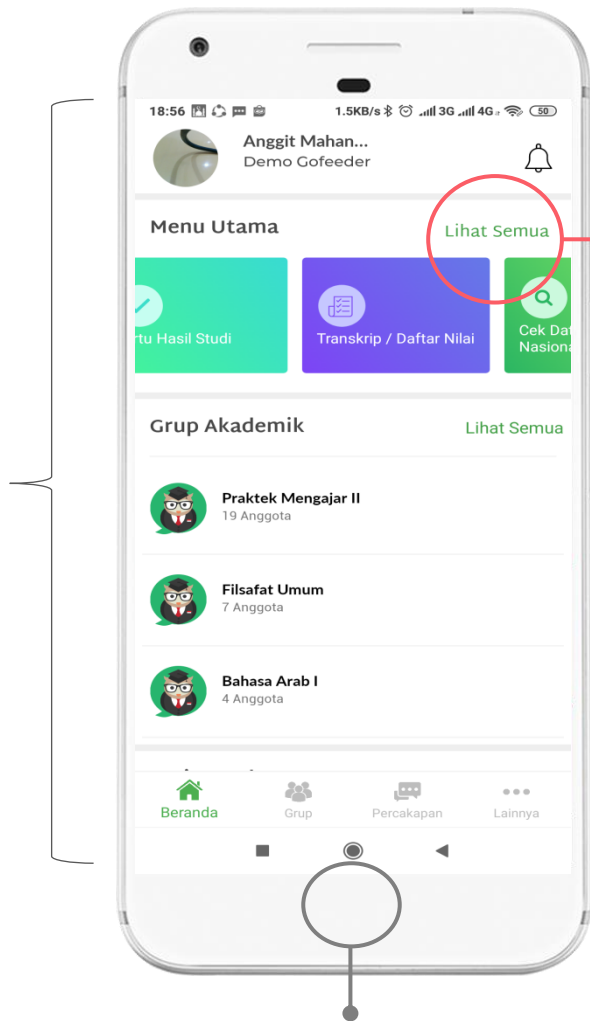 18:56 1.5KB/s 3G 4G 50
Anggit Mahan...
Demo Gofeeder
Menu Utama
Lihat Semua
rtu Hasil Studi
Transkrip / Daftar Nilai
Cek Dat
Nasiona
Grup Akademik
Lihat Semua
Praktek Mengajar II
19 Anggota
Filsafat Umum
7 Anggota
Bahasa Arab I
4 Anggota
Beranda
Grup
Percakapan
Lainnya